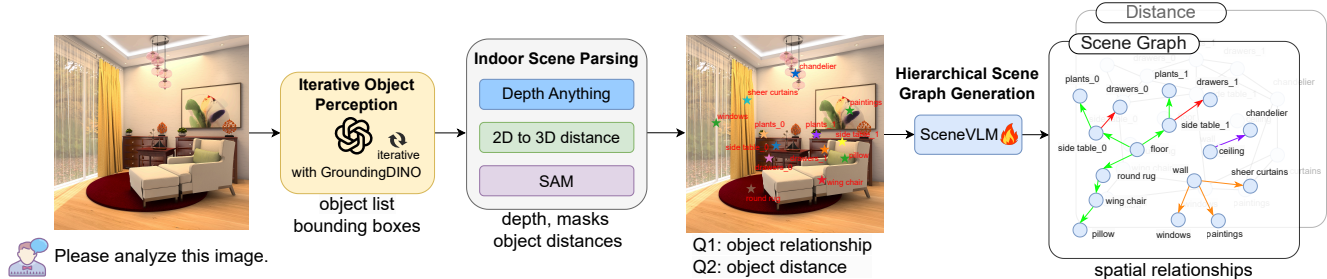 Please analyze this image.
Iterative Object
Perception
iterative
with GroundingDINO
object list
bounding boxes
Indoor Scene Parsing
Depth Anything
2D to 3D distance
SAM
depth, masks
object distances
chandelier
sheer curtains
paintings
windows
plants_0
plants_1
side table_0
side table_1
pillow
wing chair
round rug
Q1: object relationship
Q2: object distance
Hierarchical Scene
Graph Generation
SceneVLM
Distance
Scene Graph
plants_0
drawers_0
plants_1
drawers_1
chandelier
side table_0
side table_1
floor
ceiling
round rug
wall
sheer curtains
wing chair
pillow
windows
paintings
spatial relationships